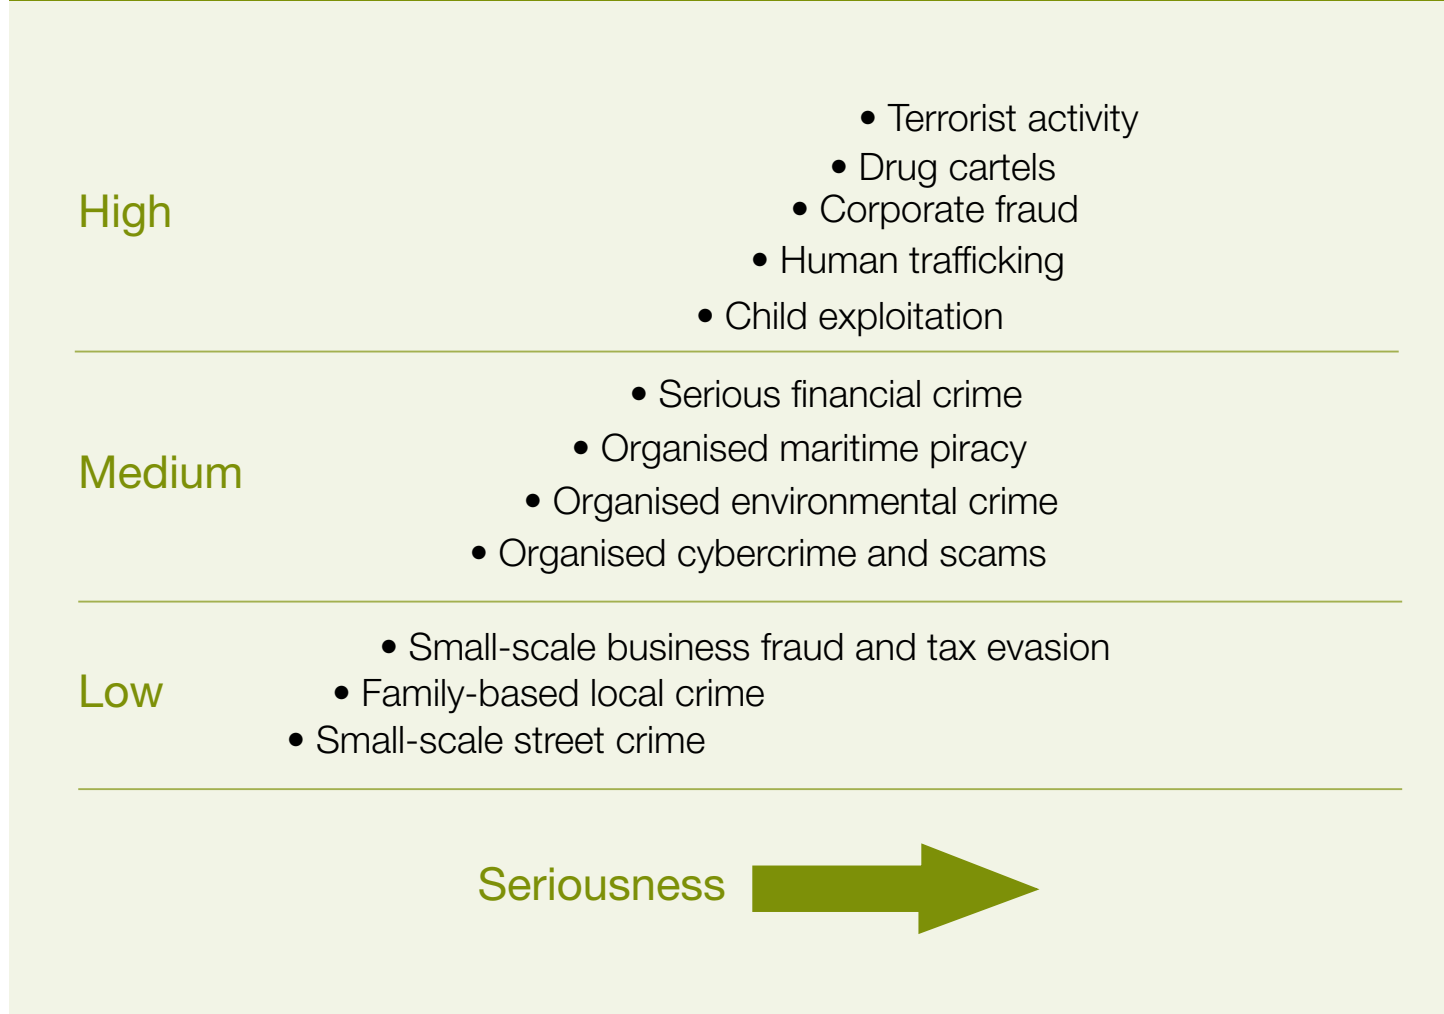 • Terrorist activity
• Drug cartels
• Corporate fraud
High
• Human trafficking
• Child exploitation
• Serious financial crime
• Organised maritime piracy
Medium
• Organised environmental crime
• Organised cybercrime and scams
• Small-scale business fraud and tax evasion
Low
• Family-based local crime
• Small-scale street crime
Seriousness